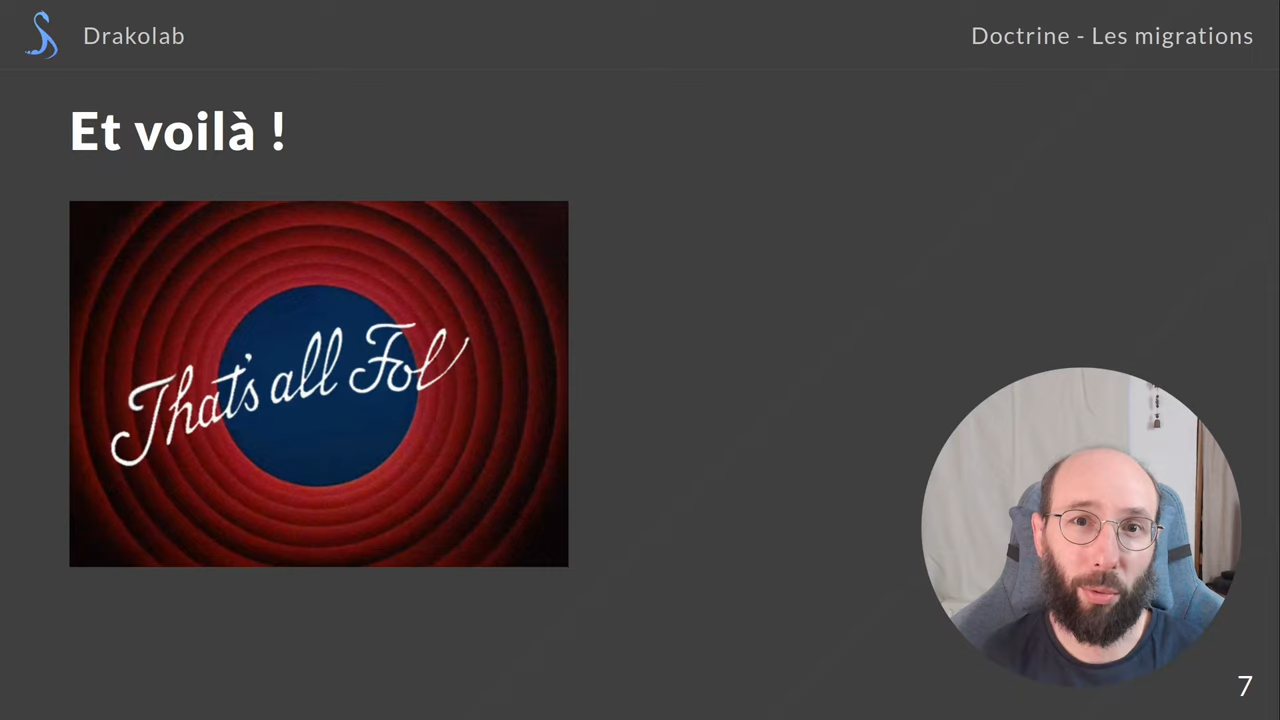 Drakolab
Doctrine - Les migrations
Et voilà !
That's all Fol
7